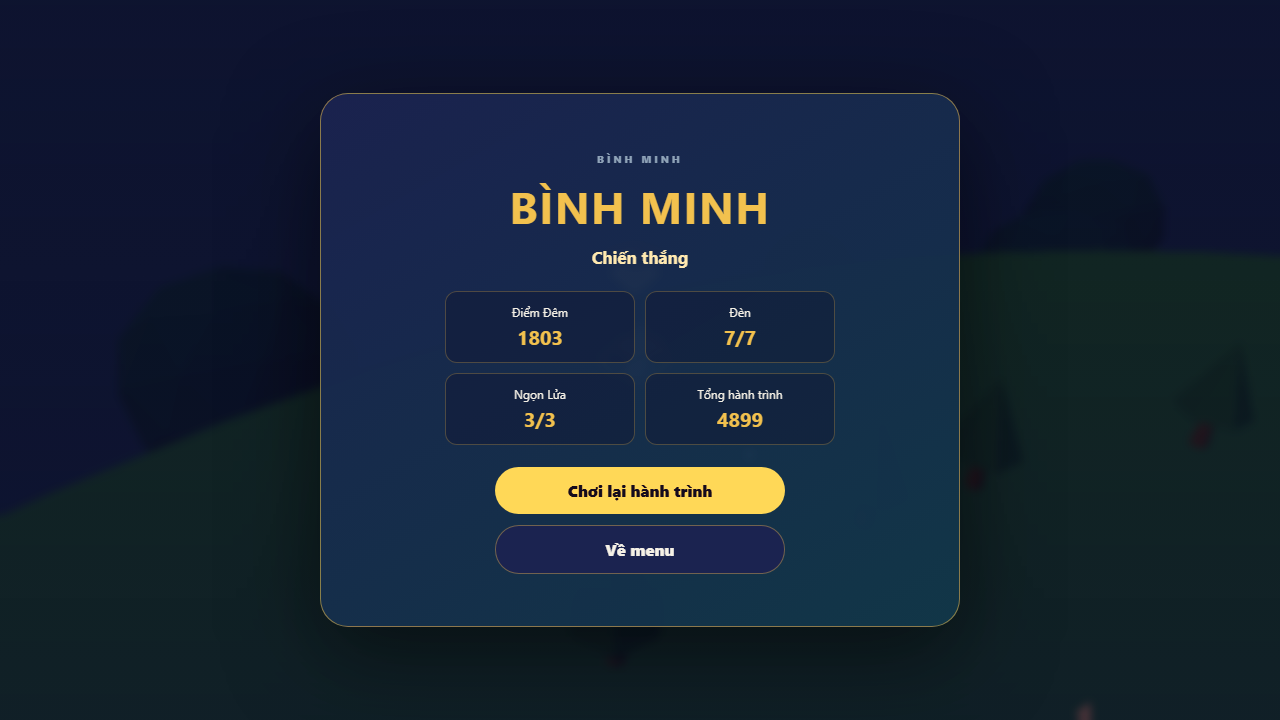 BÌNH MINH
BÌNH MINH
Chiến thắng
Điểm Đêm
1803
Đèn
7/7
Ngọn Lửa
3/3
Tổng hành trình
4899
Chơi lại hành trình
Về menu